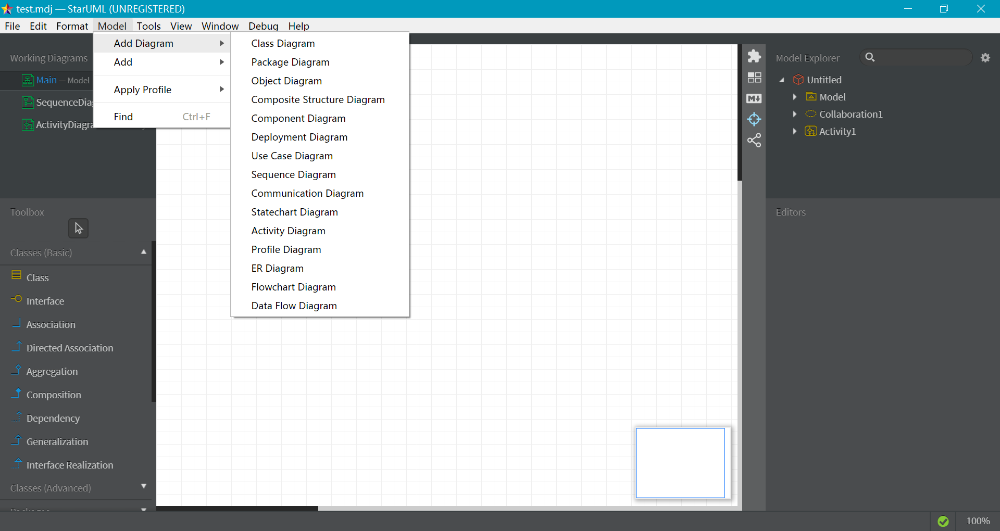 test.mdj — StarUML (UNREGISTERED)
File Edit Format Model Tools View Window Debug Help
Working Diagrams
Main — Model
SequenceDia
ActivityDiagra
Add Diagram
Add
Apply Profile
Find Ctrl+F
Class Diagram
Package Diagram
Object Diagram
Composite Structure Diagram
Component Diagram
Deployment Diagram
Use Case Diagram
Sequence Diagram
Communication Diagram
Statechart Diagram
Activity Diagram
Profile Diagram
ER Diagram
Flowchart Diagram
Data Flow Diagram
Toolbox
Classes (Basic)
Class
Interface
Association
Directed Association
Aggregation
Composition
Dependency
Generalization
Interface Realization
Classes (Advanced)
M
Model Explorer
Untitled
Model
Collaboration1
Activity1
Editors
100%